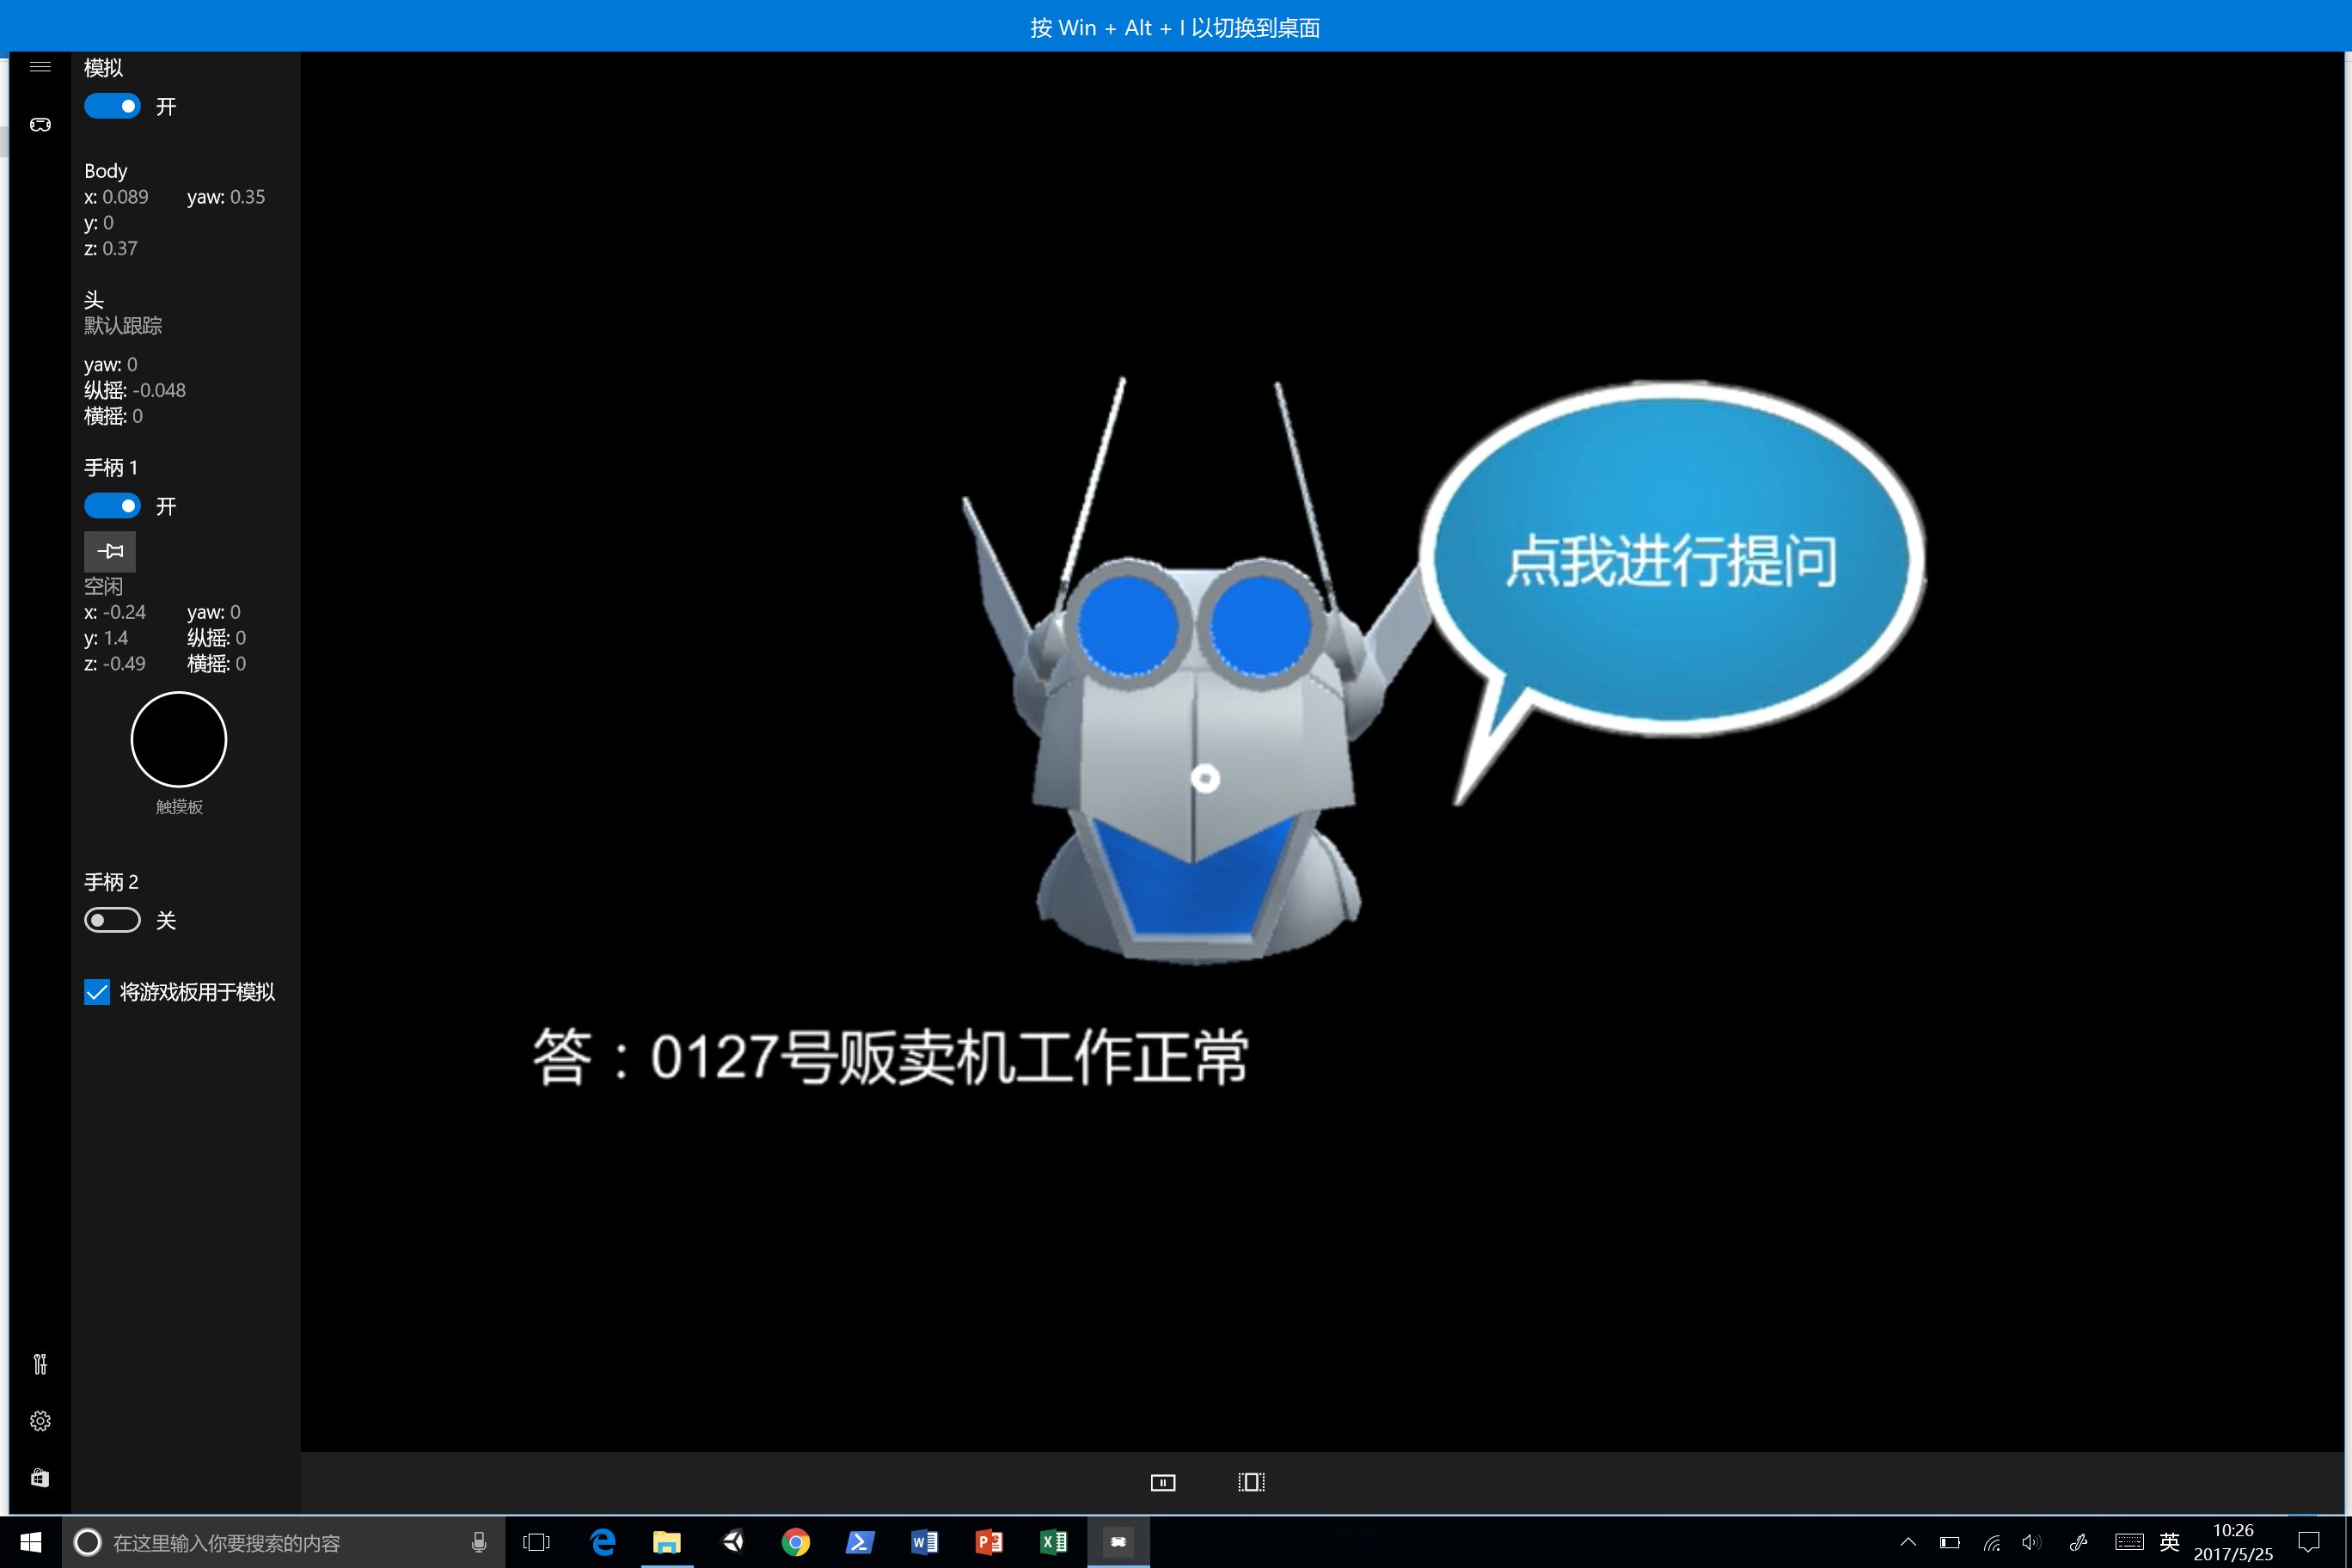 按 Win + Alt + I 以切换到桌面
模拟
开
Body
x: 0.089 yaw: 0.35
y: 0
z: 0.37
头
默认跟踪
yaw: 0
纵摇: -0.048
横摇: 0
手柄 1
开
空闲
x: -0.24 yaw: 0
y: 1.4 纵摇: 0
z: -0.49 横摇: 0
触摸板
手柄 2
关
将游戏板用于模拟
点我进行提问
答：0127号贩卖机工作正常
在这里输入你要搜索的内容
英
10:26
2017/5/25